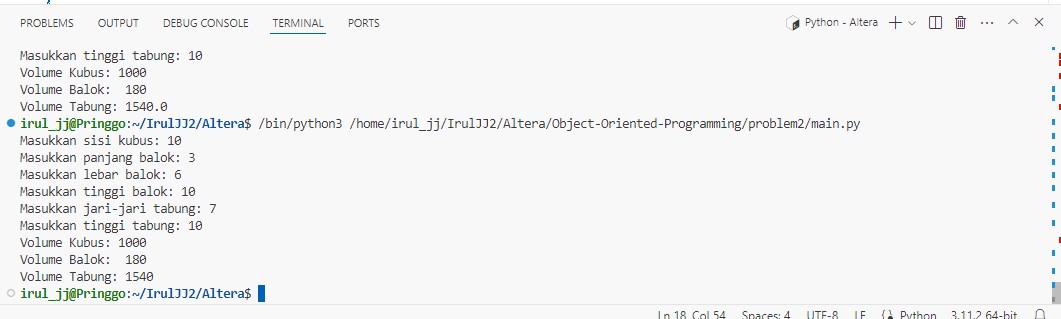 PROBLEMS OUTPUT DEBUG CONSOLE TERMINAL PORTS Python - Altera
Masukkan tinggi tabung: 10
Volume Kubus: 1000
Volume Balok:  180
Volume Tabung: 1540.0
irul_jj@Pringgo:~/IrulJJ2/Altera$ /bin/python3 /home/irul_jj/IrulJJ2/Altera/Object-Oriented-Programming/problem2/main.py
Masukkan sisi kubus: 10
Masukkan panjang balok: 3
Masukkan lebar balok: 6
Masukkan tinggi balok: 10
Masukkan jari-jari tabung: 7
Masukkan tinggi tabung: 10
Volume Kubus: 1000
Volume Balok:  180
Volume Tabung: 1540
irul_jj@Pringgo:~/IrulJJ2/Altera$
Ln 18, Col 54 Spaces: 4 UTF-8 LF Python 3.11.2 64-bit